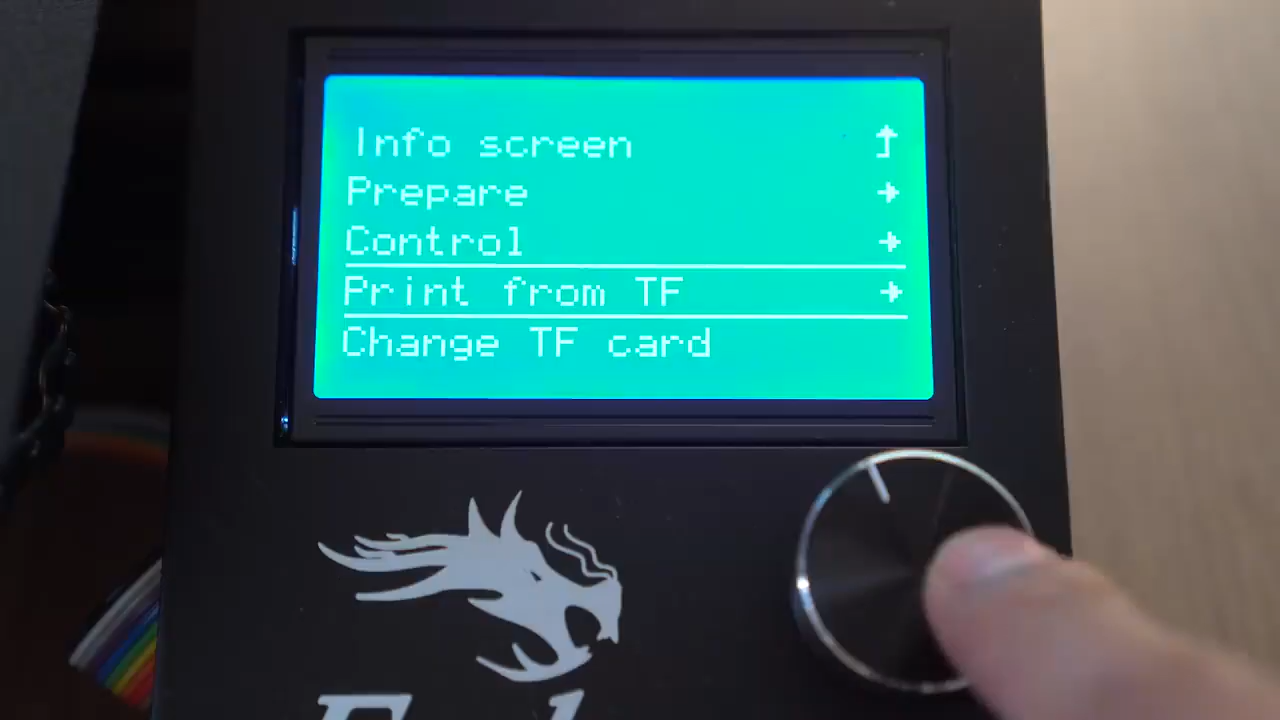 Info screen
Prepare
Control
Print from TF
Change TF card